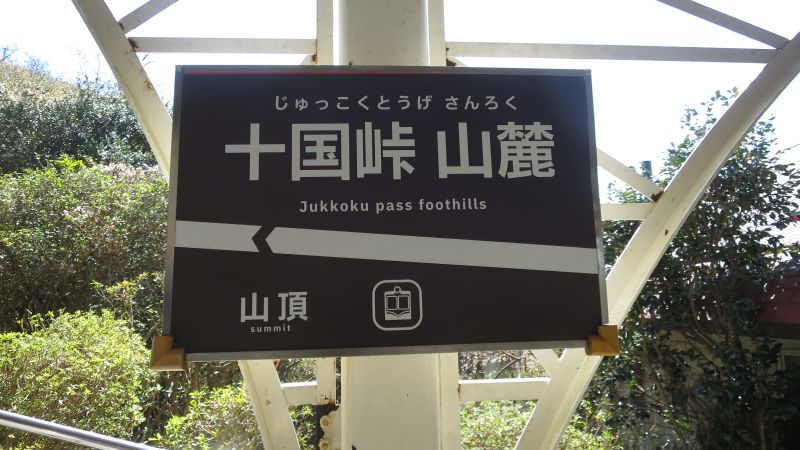 じゅっこくとうげ さんろく
十国峠 山麓
Jukkoku pass foothills
山頂
summit